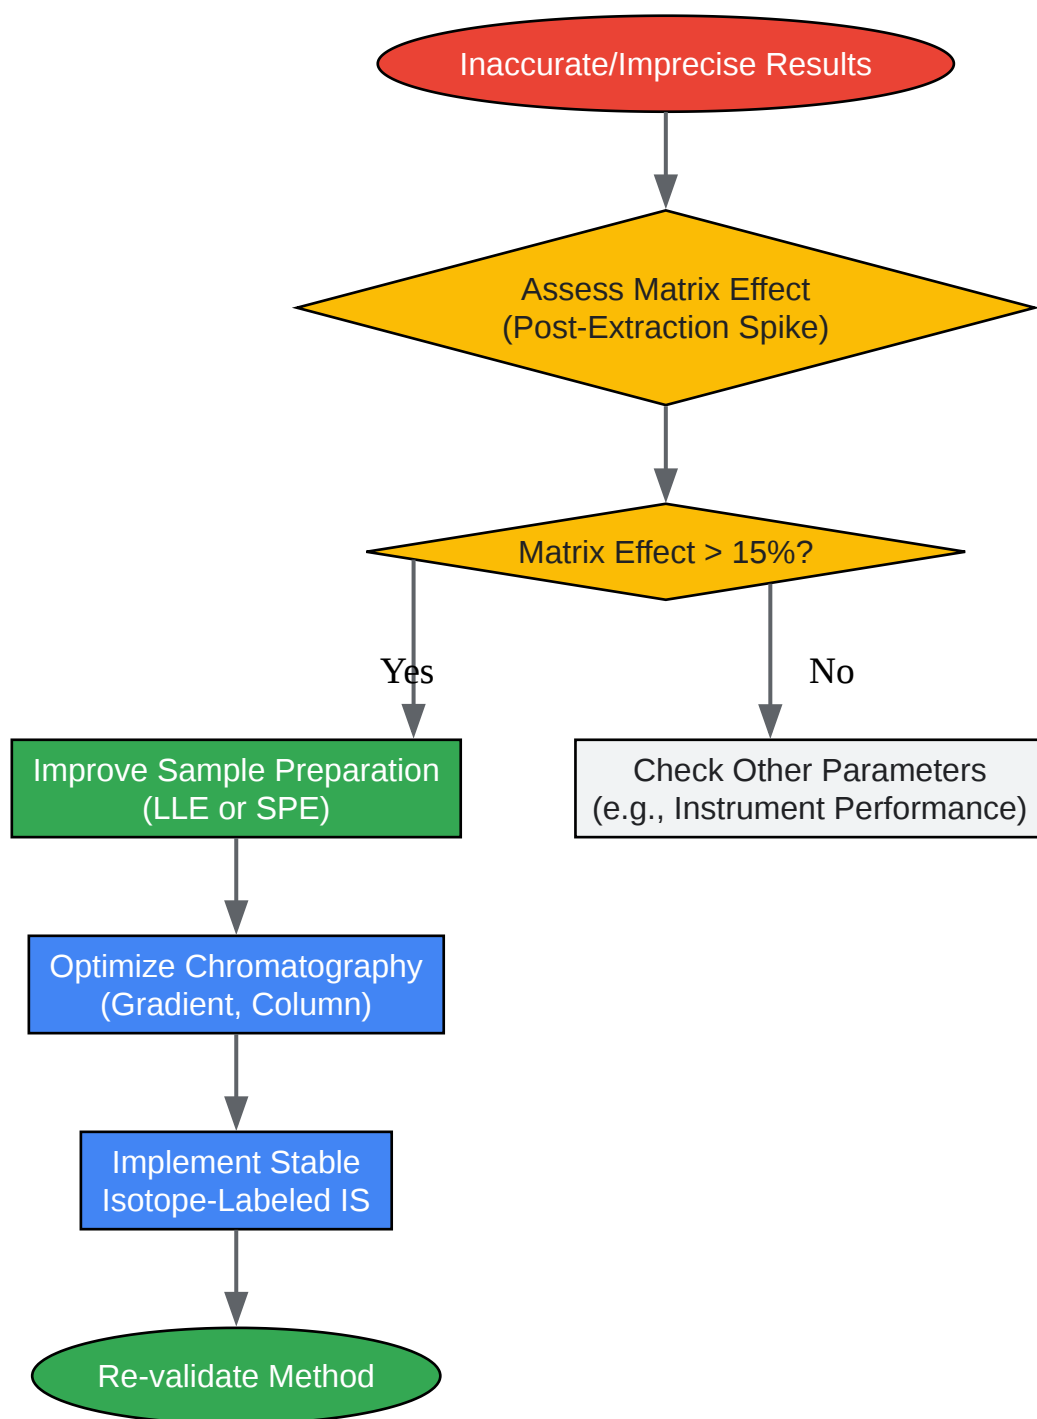 Inaccurate/Imprecise Results
Assess Matrix Effect
(Post-Extraction Spike)
Matrix Effect > 15%?
Yes
No
Improve Sample Preparation
(LLE or SPE)
Check Other Parameters
(e.g., Instrument Performance)
Optimize Chromatography
(Gradient, Column)
Implement Stable
Isotope-Labeled IS
Re-validate Method